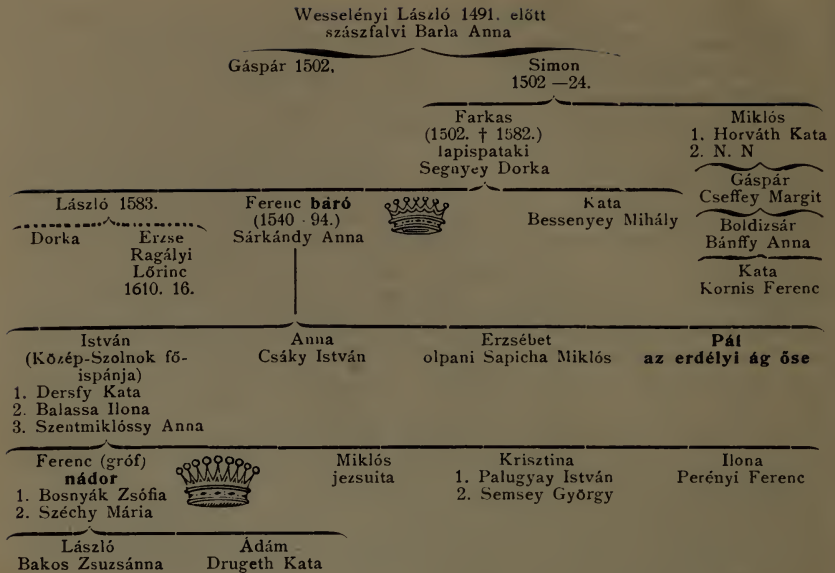 Wesselényi László 1491. előtt
szászfalvi Barla Anna
Gáspár 1502,
Simon
1502 —24.
Farkas
(1502. † 1582.)
lapispataki
Segnyey Dorka
Miklós
1. Horváth Kata
2. N. N
Gáspár
Cseffey Margit
Boldizsár
Bánffy Anna
Kata
Kornis Ferenc
László 1583.
Ferenc báró
(1540 - 94.)
Sárkándy Anna
Kata
Bessenyey Mihály
Dorka
Erzse
Ragályi
Lőrinc
1610. 16.
István
(Közép-Szolnok fő-
ispánja)
1. Dersfy Kata
2. Balassa Ilona
3. Szentmiklóssy Anna
Anna
Csáky István
Erzsébet
olpani Sapicha Miklós
Pál
az erdélyi ág őse
Ferenc (gróf)
nádor
1. Bosnyák Zsófia
2. Széchy Mária
Miklós
jezsuita
Krisztina
1. Palugyay István
2. Semsey György
Ilona
Perényi Ferenc
László
Bakos Zsuzsánna
Ádám
Drugeth Kata